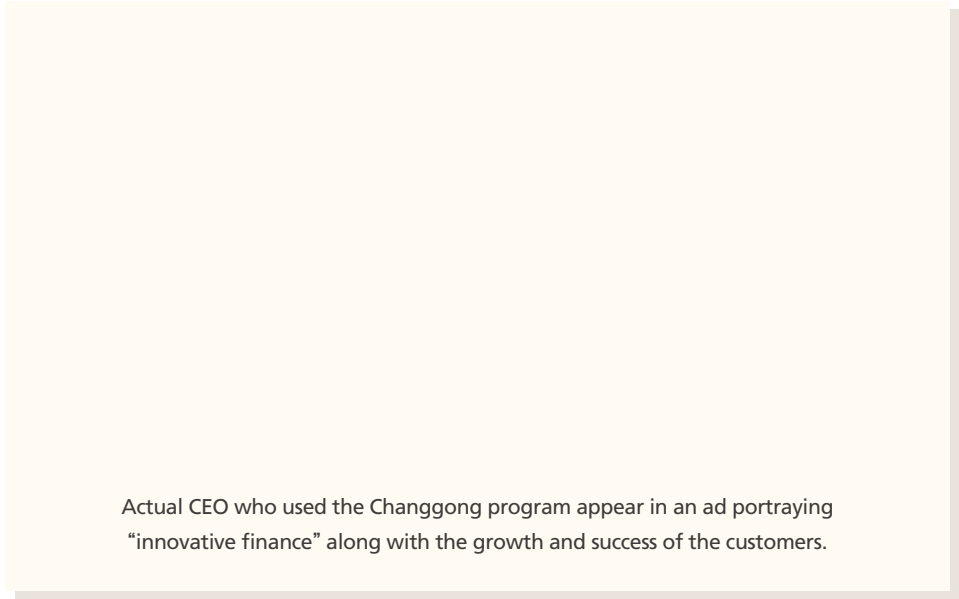 Actual CEO who used the Changgong program appear in an ad portraying
“innovative finance” along with the growth and success of the customers.